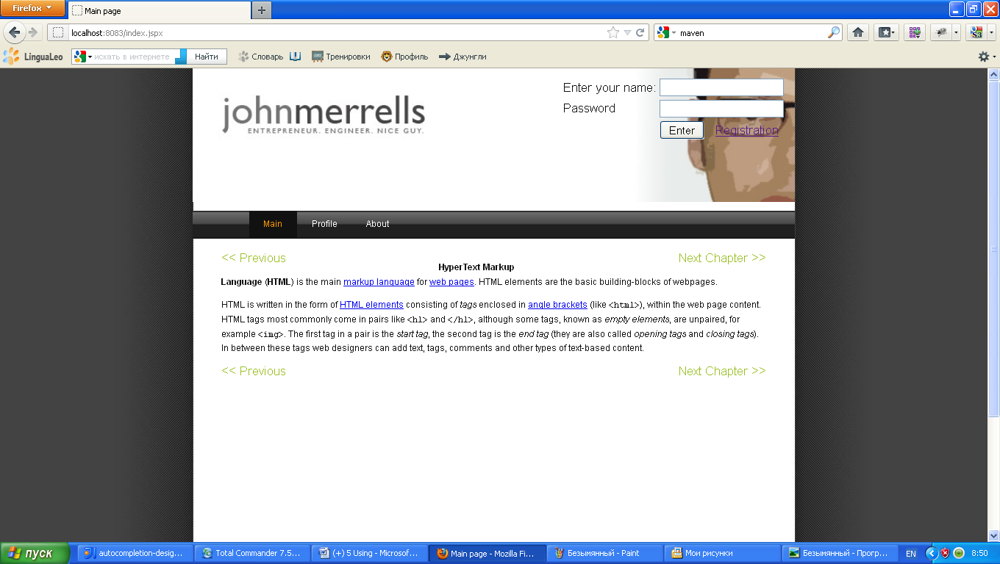 Firefox
Main page
localhost:8083/index.jspx
maven
LinguaLeo
искать в интернете
Найти
Словарь
Тренировки
Профиль
Джунгли
johnmerrells
ENTREPRENEUR. ENGINEER. NICE GUY.
Enter your name:
Password
Enter
Registration
Main
Profile
About
<< Previous
Next Chapter >>
HyperText Markup
Language (HTML) is the main markup language for web pages. HTML elements are the basic building-blocks of webpages.
HTML is written in the form of HTML elements consisting of tags enclosed in angle brackets (like <html>), within the web page content.
HTML tags most commonly come in pairs like <h1> and </h1>, although some tags, known as empty elements, are unpaired, for
example <img>. The first tag in a pair is the start tag, the second tag is the end tag (they are also called opening tags and closing tags).
In between these tags web designers can add text, tags, comments and other types of text-based content.
<< Previous
Next Chapter >>
пуск
autocompletion-desig...
Total Commander 7.5...
(+) 5 Using - Microsof...
Main page - Mozilla Fi...
Безымянный - Paint
Мои рисунки
Безымянный - Прогр...
EN
8:50